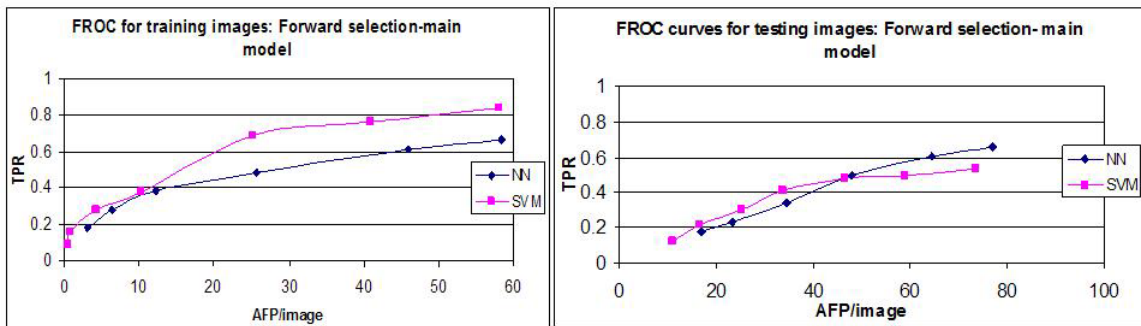 FROC for training images: Forward selection-main
model
1
0.8
0.6
0.4
0.2
0
TPR
0 10 20 30 40 50 60
AFP/image
NN
SVM
FROC curves for testing images: Forward selection- main
model
1
0.8
0.6
0.4
0.2
0
TPR
0 20 40 60 80 100
AFP/image
NN
SVM